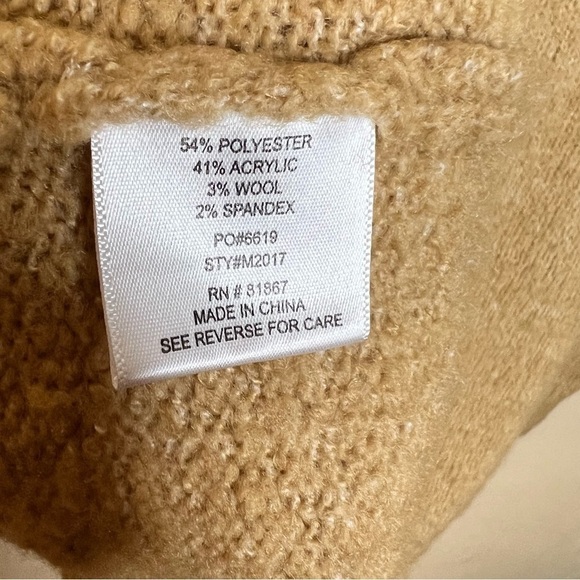 54% POLYESTER
41% ACRYLIC
3% WOOL
2% SPANDEX
PO#6619
STY#M2017
RN # 81867
MADE IN CHINA
SEE REVERSE FOR CARE